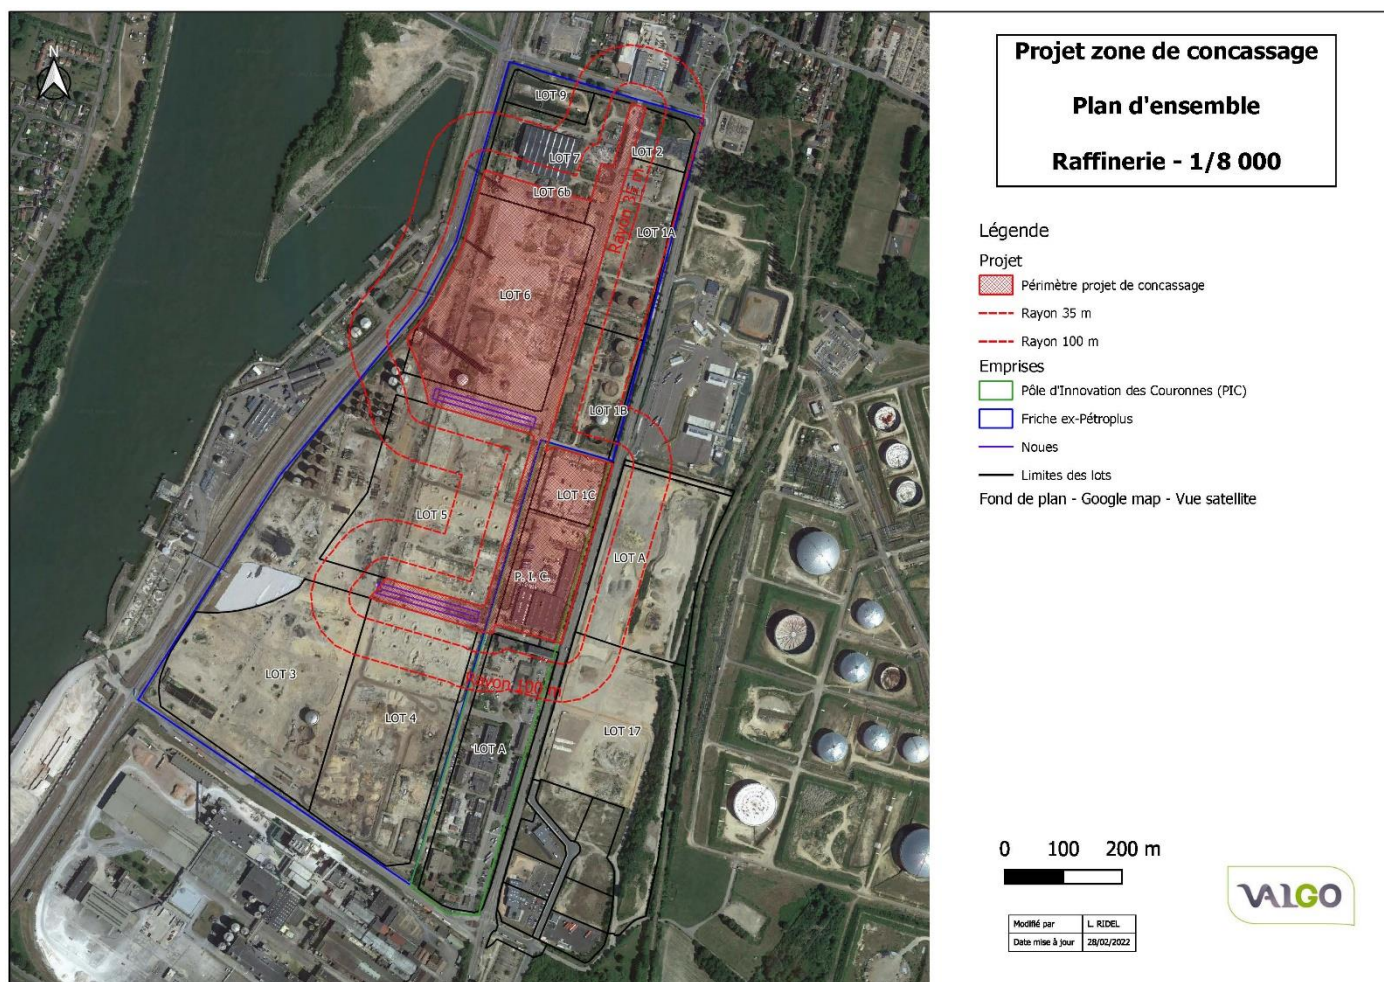 Projet zone de concassage
Plan d'ensemble
Raffinerie - 1/8 000
N
LOT 9
LOT 7
LOT 2
LOT 6b
Rayon 35 m
LOT 1A
LOT 6
LOT 1B
LOT 1C
LOT 5
LOT A
P. I. C.
LOT 3
Rayon 100 m
LOT 4
LOT A
LOT 17
Légende
Projet
Périmètre projet de concassage
Rayon 35 m
Rayon 100 m
Emprises
Pôle d'Innovation des Couronnes (PIC)
Friche ex-Pétroplus
Noues
Limites des lots
Fond de plan - Google map - Vue satellite
0 100 200 m
VALGO
Modifié par L. RIDEL
Date mise à jour 28/02/2022